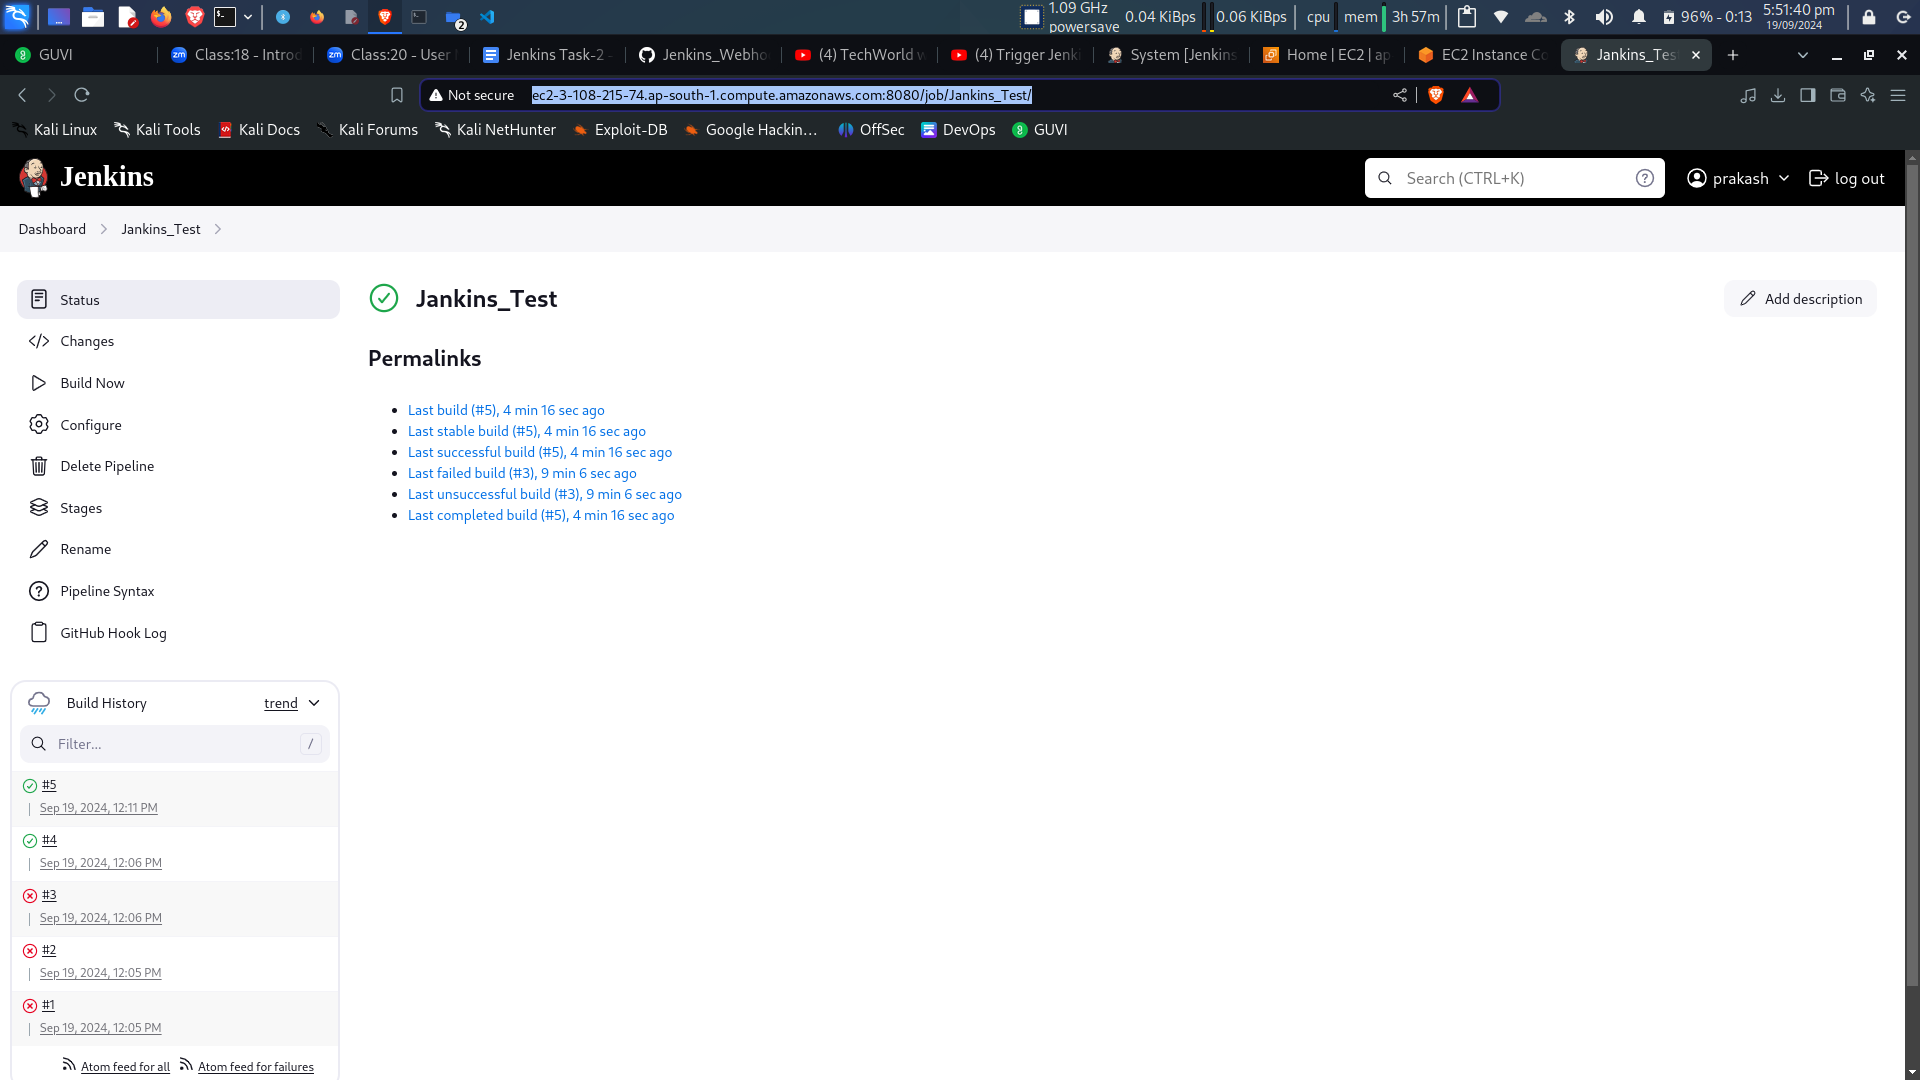 1.09 GHz
powersave
0.04 KiBps
0.06 KiBps
cpu
mem
3h 57m
96% - 0:13
5:51:40 pm
19/09/2024
2
GUVI
Class:18 - Introd
Class:20 - User
Jenkins Task-2 -
Jenkins_Webho
(4) TechWorld w
(4) Trigger Jenki
System [Jenkins
Home | EC2 | ap
EC2 Instance Co
Jankins_Tes
Not secure
ec2-3-108-215-74.ap-south-1.compute.amazonaws.com:8080/job/Jankins_Test/
Kali Linux
Kali Tools
Kali Docs
Kali Forums
Kali NetHunter
Exploit-DB
Google Hackin…
OffSec
DevOps
GUVI
Jenkins
Search (CTRL+K)
prakash
log out
Dashboard
Jankins_Test
Status
Changes
Build Now
Configure
Delete Pipeline
Stages
Rename
Pipeline Syntax
GitHub Hook Log
Jankins_Test
Add description
Permalinks
Last build (#5), 4 min 16 sec ago
Last stable build (#5), 4 min 16 sec ago
Last successful build (#5), 4 min 16 sec ago
Last failed build (#3), 9 min 6 sec ago
Last unsuccessful build (#3), 9 min 6 sec ago
Last completed build (#5), 4 min 16 sec ago
Build History
trend
Filter...
/
#5
Sep 19, 2024, 12:11 PM
#4
Sep 19, 2024, 12:06 PM
#3
Sep 19, 2024, 12:06 PM
#2
Sep 19, 2024, 12:05 PM
#1
Sep 19, 2024, 12:05 PM
Atom feed for all
Atom feed for failures